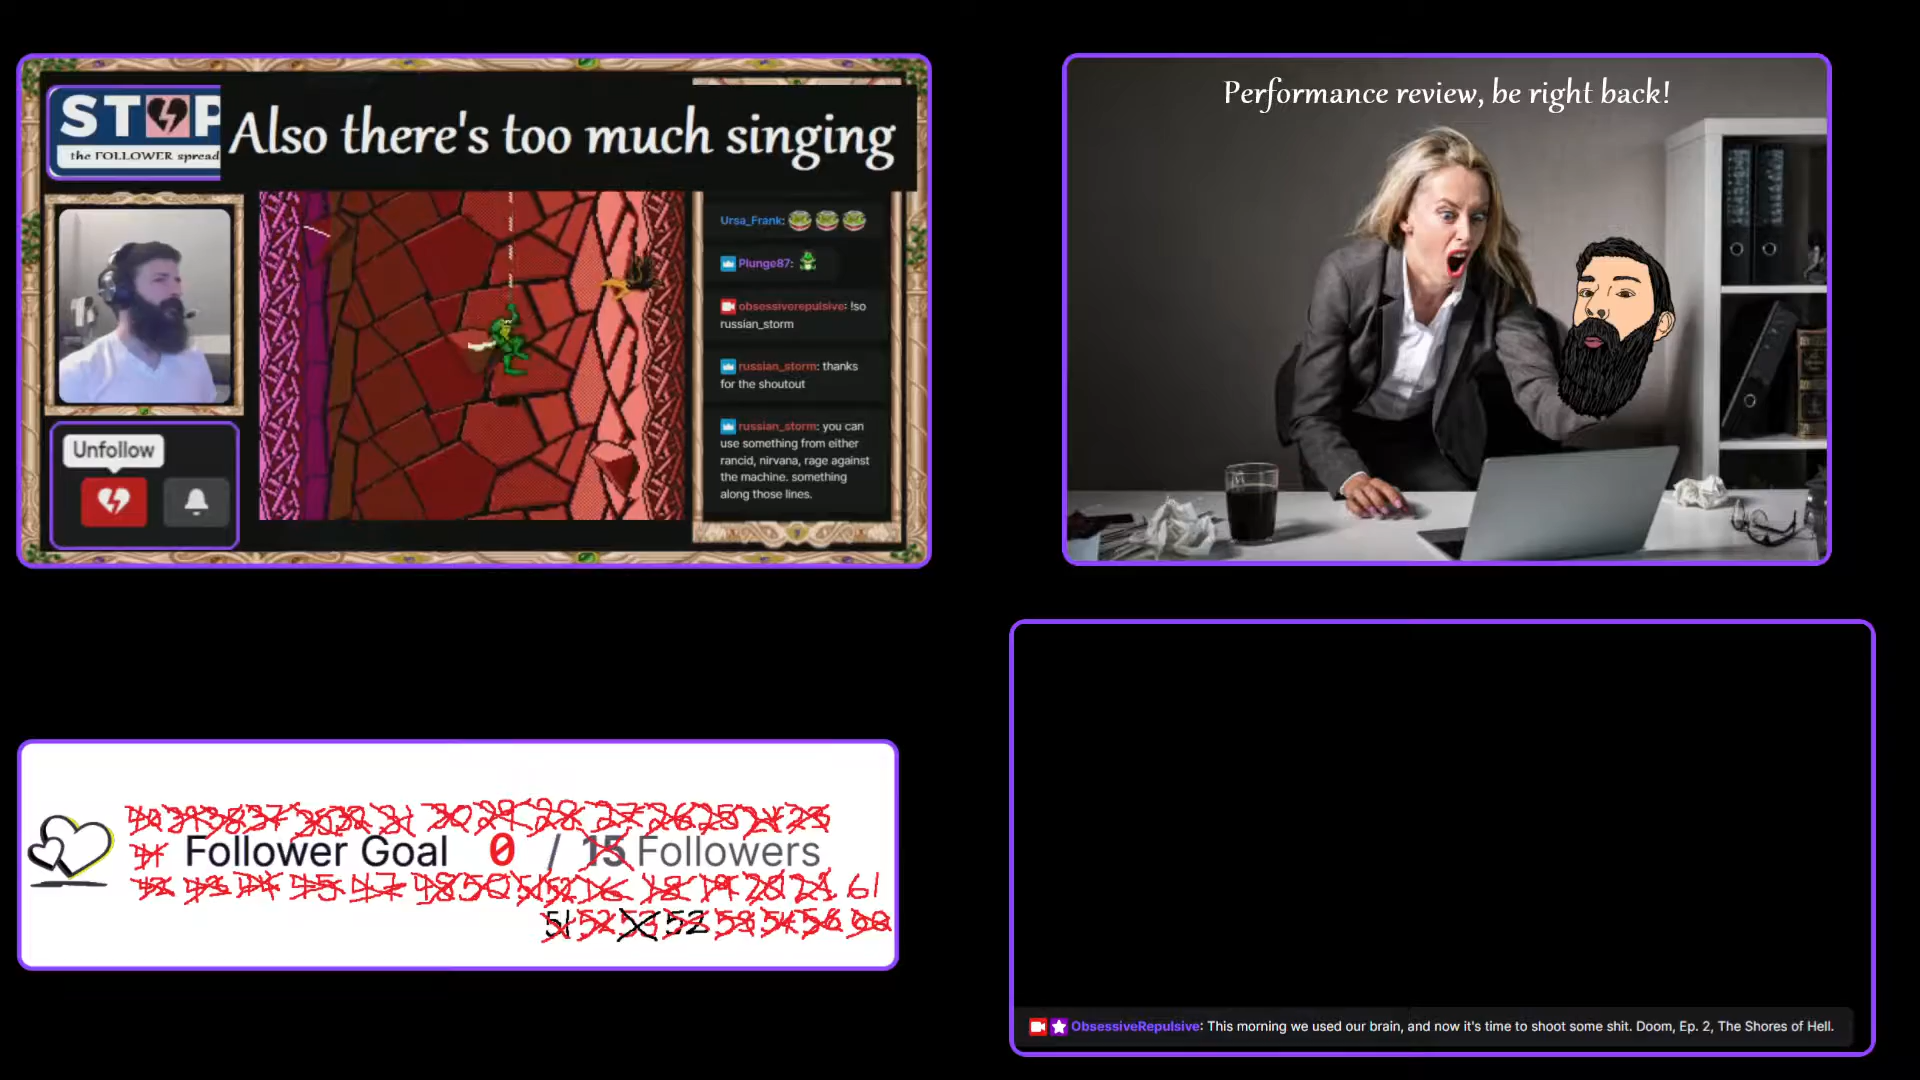 STOP
the FOLLOWER spread
Also there's too much singing
Ursa_Frank:
Plunge87:
obsessiverepulsive: !so
russian_storm
russian_storm: thanks
for the shoutout
russian_storm: you can
use something from either
rancid, nirvana, rage against
the machine. something
along those lines.
Unfollow
Performance review, be right back!
Follower Goal 0 / 15 Followers
61
ObsessiveRepulsive: This morning we used our brain, and now it's time to shoot some shit. Doom, Ep. 2, The Shores of Hell.